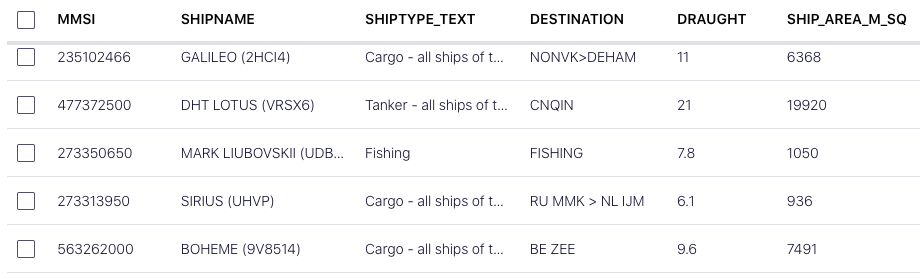 MMSI SHIPNAME SHIPTYPE_TEXT DESTINATION DRAUGHT SHIP_AREA_M_SQ
235102466 GALILEO (2HCI4) Cargo - all ships of t... NONVK>DEHAM 11 6368
477372500 DHT LOTUS (VRSX6) Tanker - all ships of t... CNQIN 21 19920
273350650 MARK LIUBOVSKII (UDB... Fishing FISHING 7.8 1050
273313950 SIRIUS (UHVP) Cargo - all ships of t... RU MMK > NL IJM 6.1 936
563262000 BOHEME (9V8514) Cargo - all ships of t... BE ZEE 9.6 7491